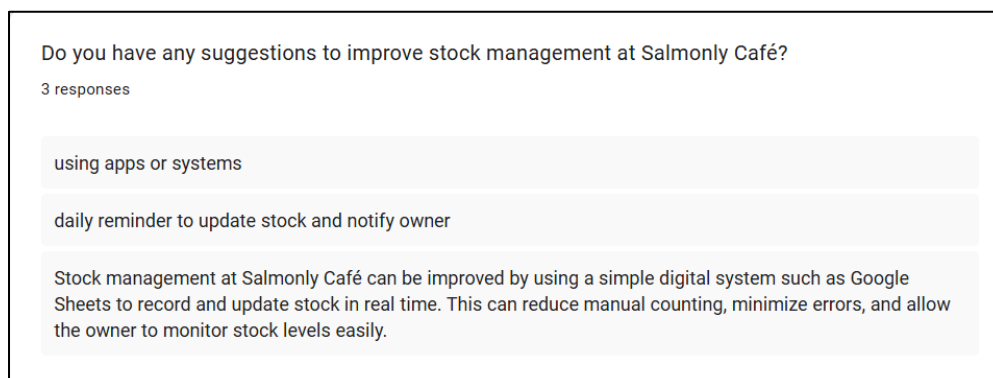 Do you have any suggestions to improve stock management at Salmonly Café?
3 responses
using apps or systems
daily reminder to update stock and notify owner
Stock management at Salmonly Café can be improved by using a simple digital system such as Google
Sheets to record and update stock in real time. This can reduce manual counting, minimize errors, and allow
the owner to monitor stock levels easily.